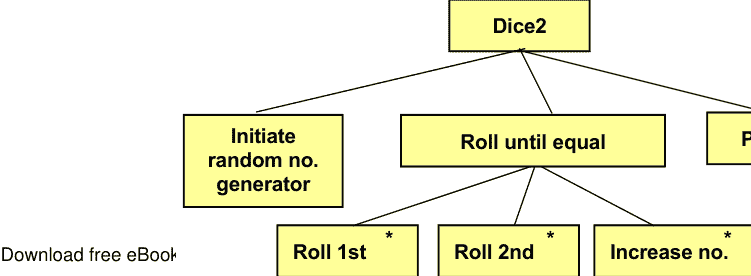 Dice2
Initiate
random no.
generator
Roll until equal
P
Roll 1st *
Roll 2nd *
Increase no. *
Download free eBook